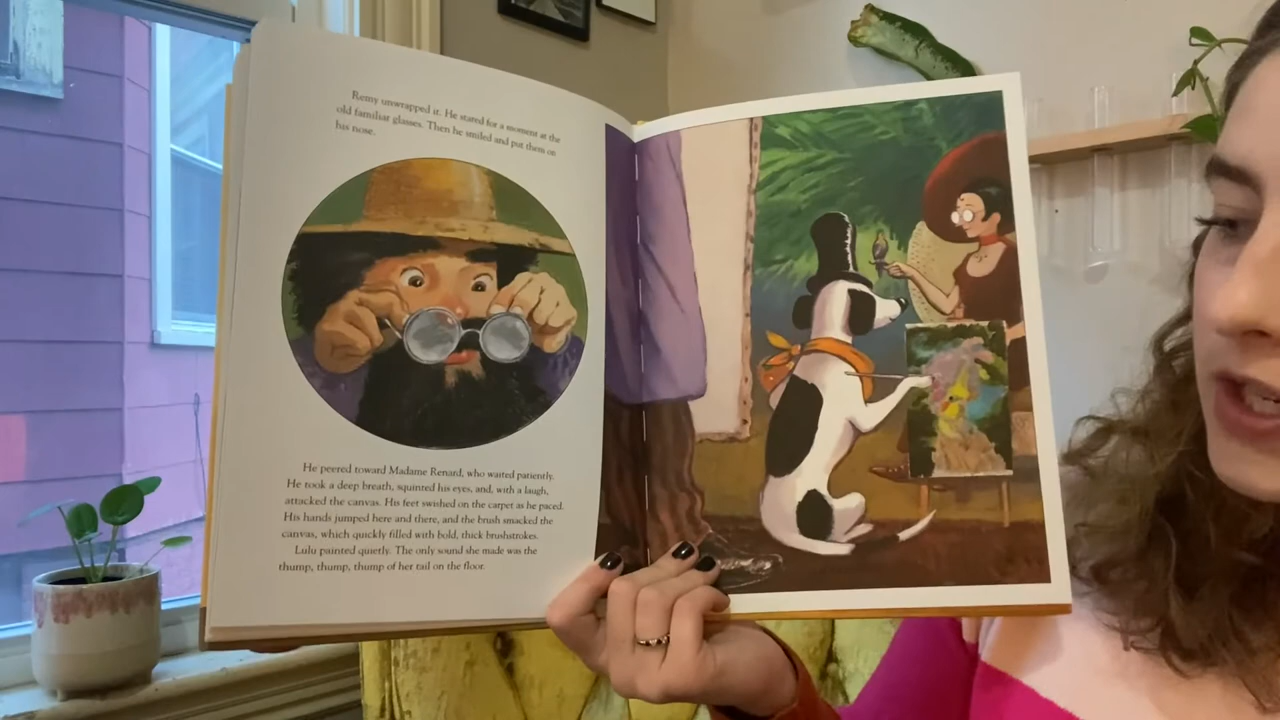 Remy unwrapped it. He stared for a moment at the
old familiar glasses. Then he smiled and put them on
his nose.
He peered toward Madame Renard, who waited patiently.
He took a deep breath, squinted his eyes, and, with a laugh,
attacked the canvas. His feet swished on the carpet as he paced.
His hands jumped here and there, and the brush smacked the
canvas, which quickly filled with bold, thick brushstrokes.
Lulu painted quietly. The only sound she made was the
thump, thump, thump of her tail on the floor.